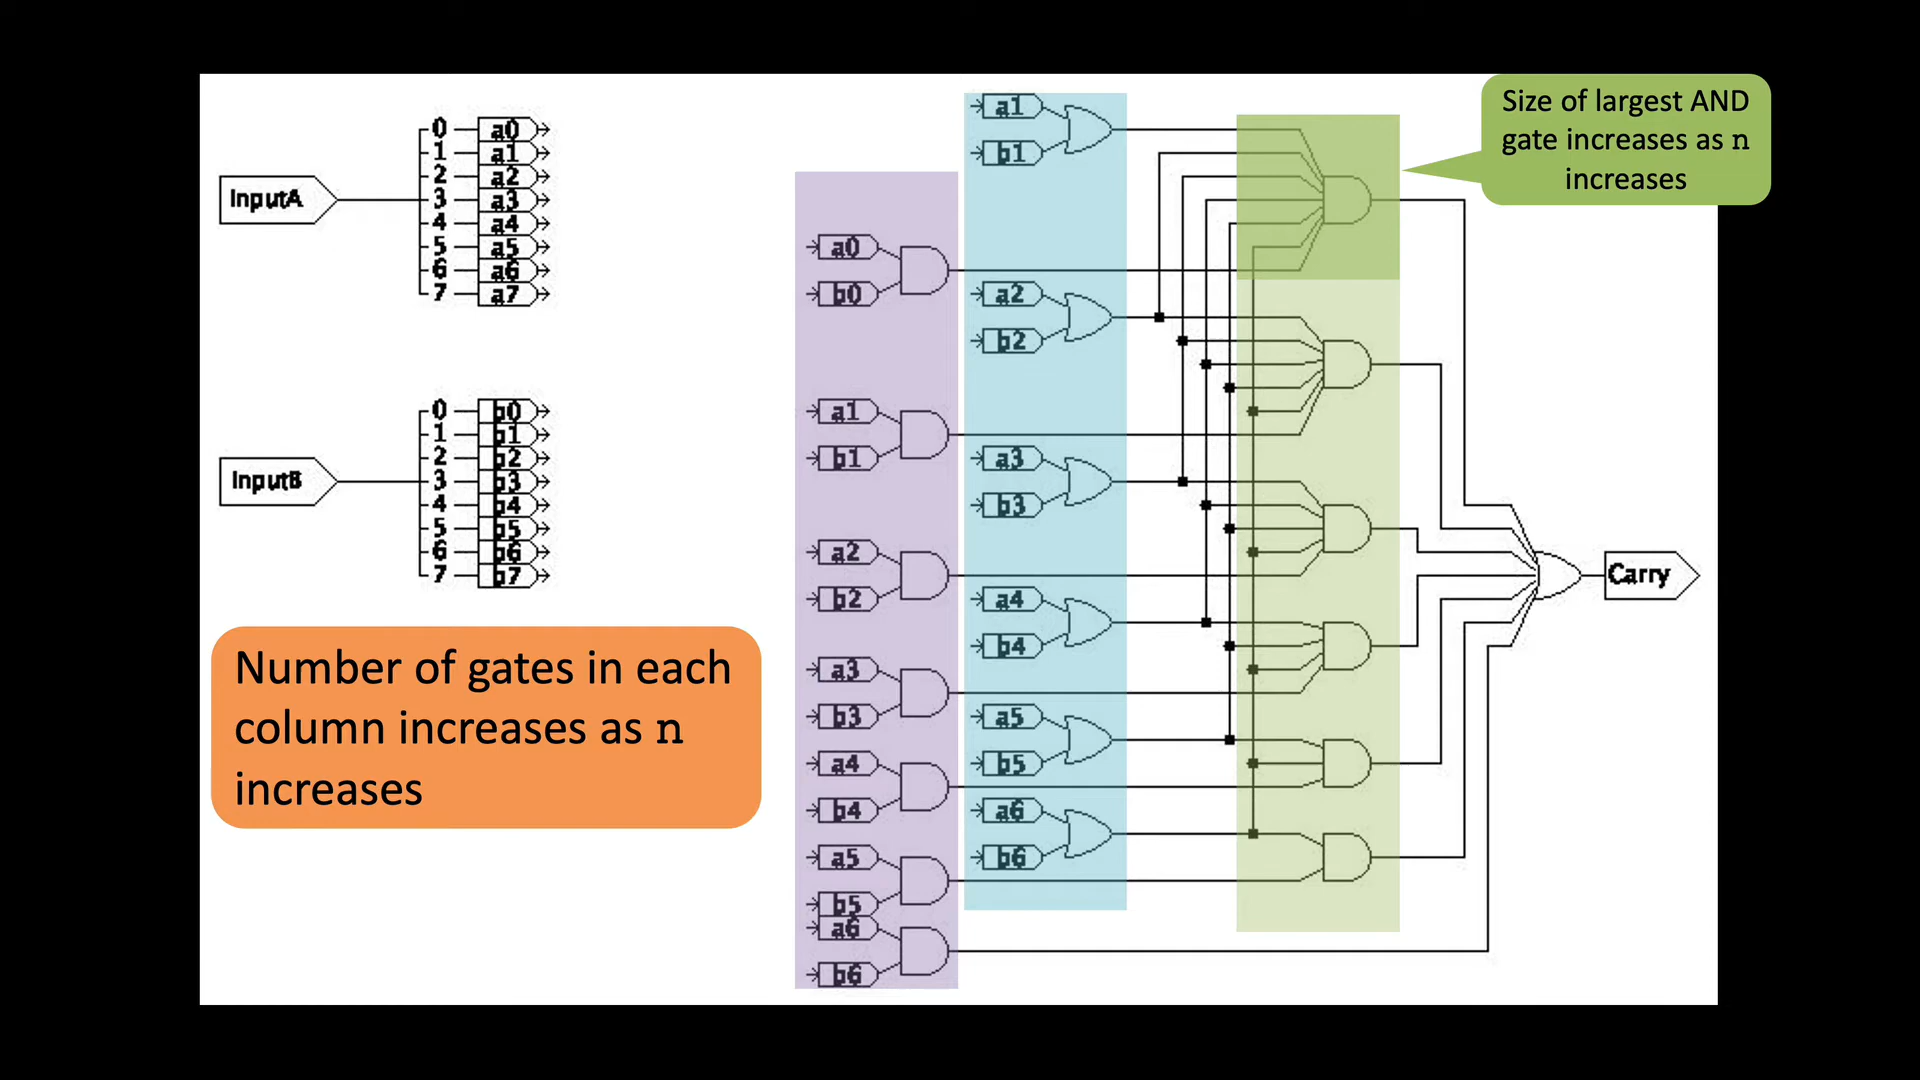 InputA
0 a0
1 a1
2 a2
3 a3
4 a4
5 a5
6 a6
7 a7
InputB
0 b0
1 b1
2 b2
3 b3
4 b4
5 b5
6 b6
7 b7
Number of gates in each
column increases as n
increases
a0
b0
a1
b1
a2
b2
a3
b3
a4
b4
a5
b5
a6
b6
a1
b1
a2
b2
a3
b3
a4
b4
a5
b5
a6
b6
Size of largest AND
gate increases as n
increases
Carry